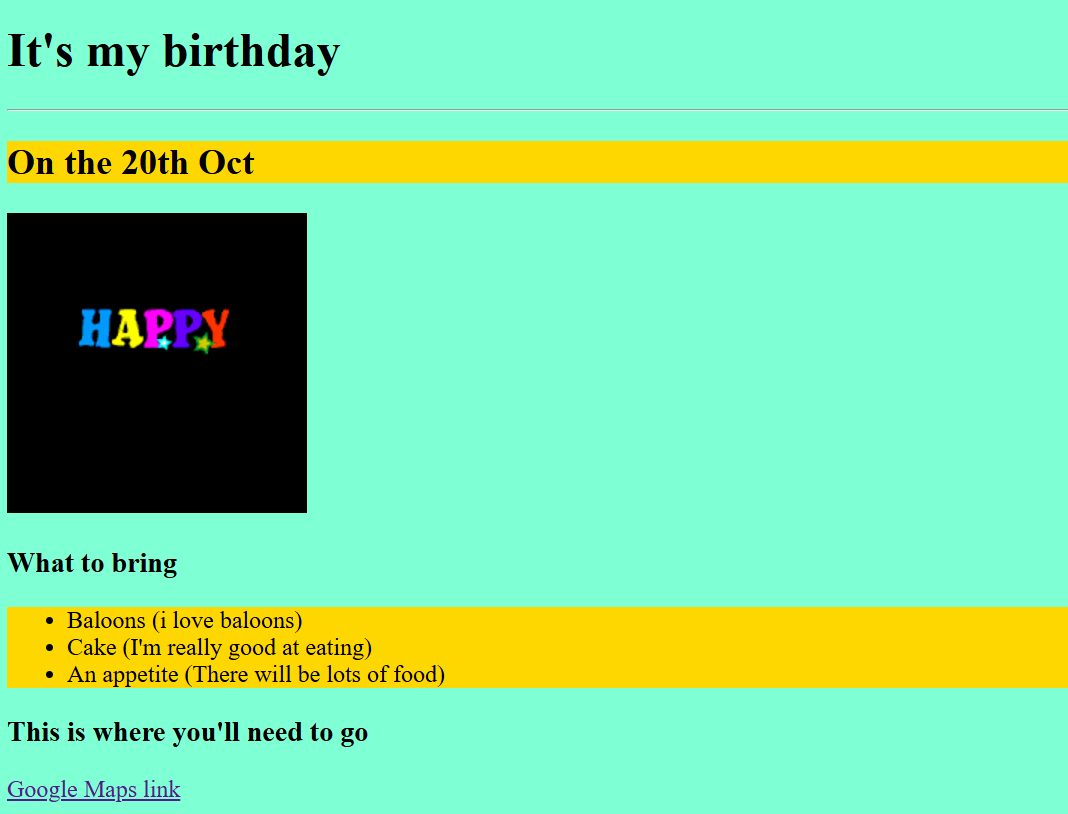 It's my birthday
On the 20th Oct
HAPPY
What to bring
Baloons (i love baloons)
Cake (I'm really good at eating)
An appetite (There will be lots of food)
This is where you'll need to go
Google Maps link